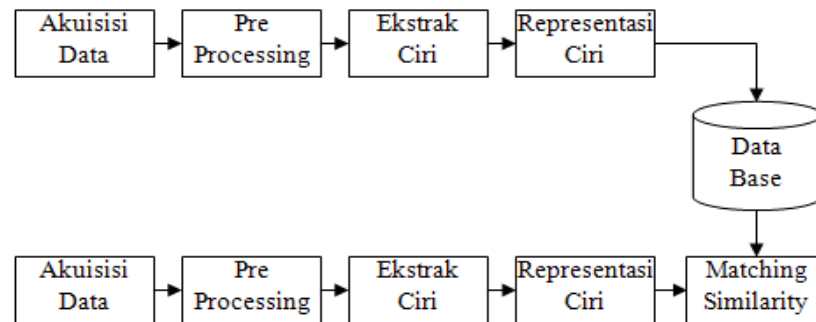 Akuisisi
Data
Pre
Processing
Ekstrak
Ciri
Representasi
Ciri
Data
Base
Akuisisi
Data
Pre
Processing
Ekstrak
Ciri
Representasi
Ciri
Matching
Similarity